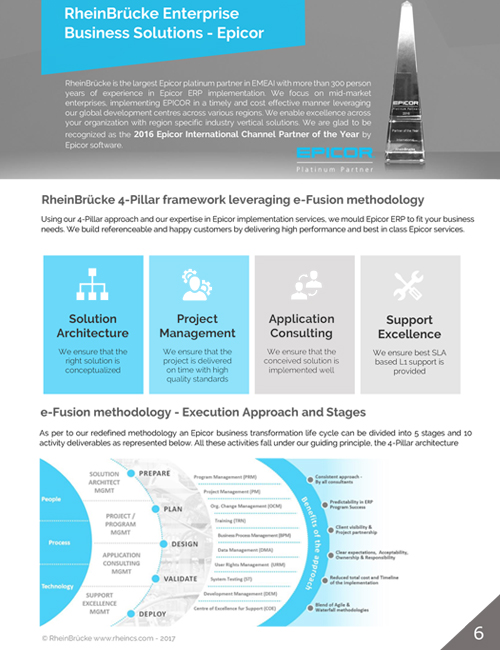 RheinBrücke Enterprise
Business Solutions - Epicor
RheinBrücke is the largest Epicor platinum partner in EMEAI with more than 300 person
years of experience in Epicor ERP implementation. We focus on mid-market
enterprises, implementing EPICOR in a timely and cost effective manner leveraging
our global development centres across various regions. We enable excellence across
your organization with region specific industry vertical solutions. We are glad to be
recognized as the 2016 Epicor International Channel Partner of the Year by
Epicor software.
EPICOR
Platinum Partner
EPICOR
2016
Partner of the Year
International
RheinBrücke 4-Pillar framework leveraging e-Fusion methodology
Using our 4-Pillar approach and our expertise in Epicor implementation services, we mould Epicor ERP to fit your business
needs. We build referenceable and happy customers by delivering high performance and best in class Epicor services.
Solution
Architecture
We ensure that the
right solution is
conceptualized
Project
Management
We ensure that the
project is delivered
on time with high
quality standards
Application
Consulting
We ensure that the
conceived solution is
implemented well
Support
Excellence
We ensure best SLA
based L1 support is
provided
e-Fusion methodology - Execution Approach and Stages
As per to our redefined methodology an Epicor business transformation life cycle can be divided into 5 stages and 10
activity deliverables as represented below. All these activities fall under our guiding principle, the 4-Pillar architecture
People
Process
Technology
SOLUTION
ARCHITECT
MGMT
PROJECT /
PROGRAM
MGMT
APPLICATION
CONSULTING
MGMT
SUPPORT
EXCELLENCE
MGMT
PREPARE
PLAN
DESIGN
VALIDATE
DEPLOY
Program Management (PRM)
Project Management (PM)
Org; Change Management (OCM)
Training (TRN)
Business Process Management (BPM)
Data Management (DMA)
User Rights Management (URM)
System Testing (ST)
Development Management (DEM)
Centre of Excellence for Support (COE)
Benefits of the approach
Consistent approach -
By all consultants
Predictability in ERP
Program Success
Client visibility &
Project partnership
Clear expectations, Acceptability,
Ownership & Responsibility
Reduced total cost and Timeline
of the implementation
Blend of Agile &
Waterfall methodologies
© RheinBrücke www.rheincs.com - 2017
6